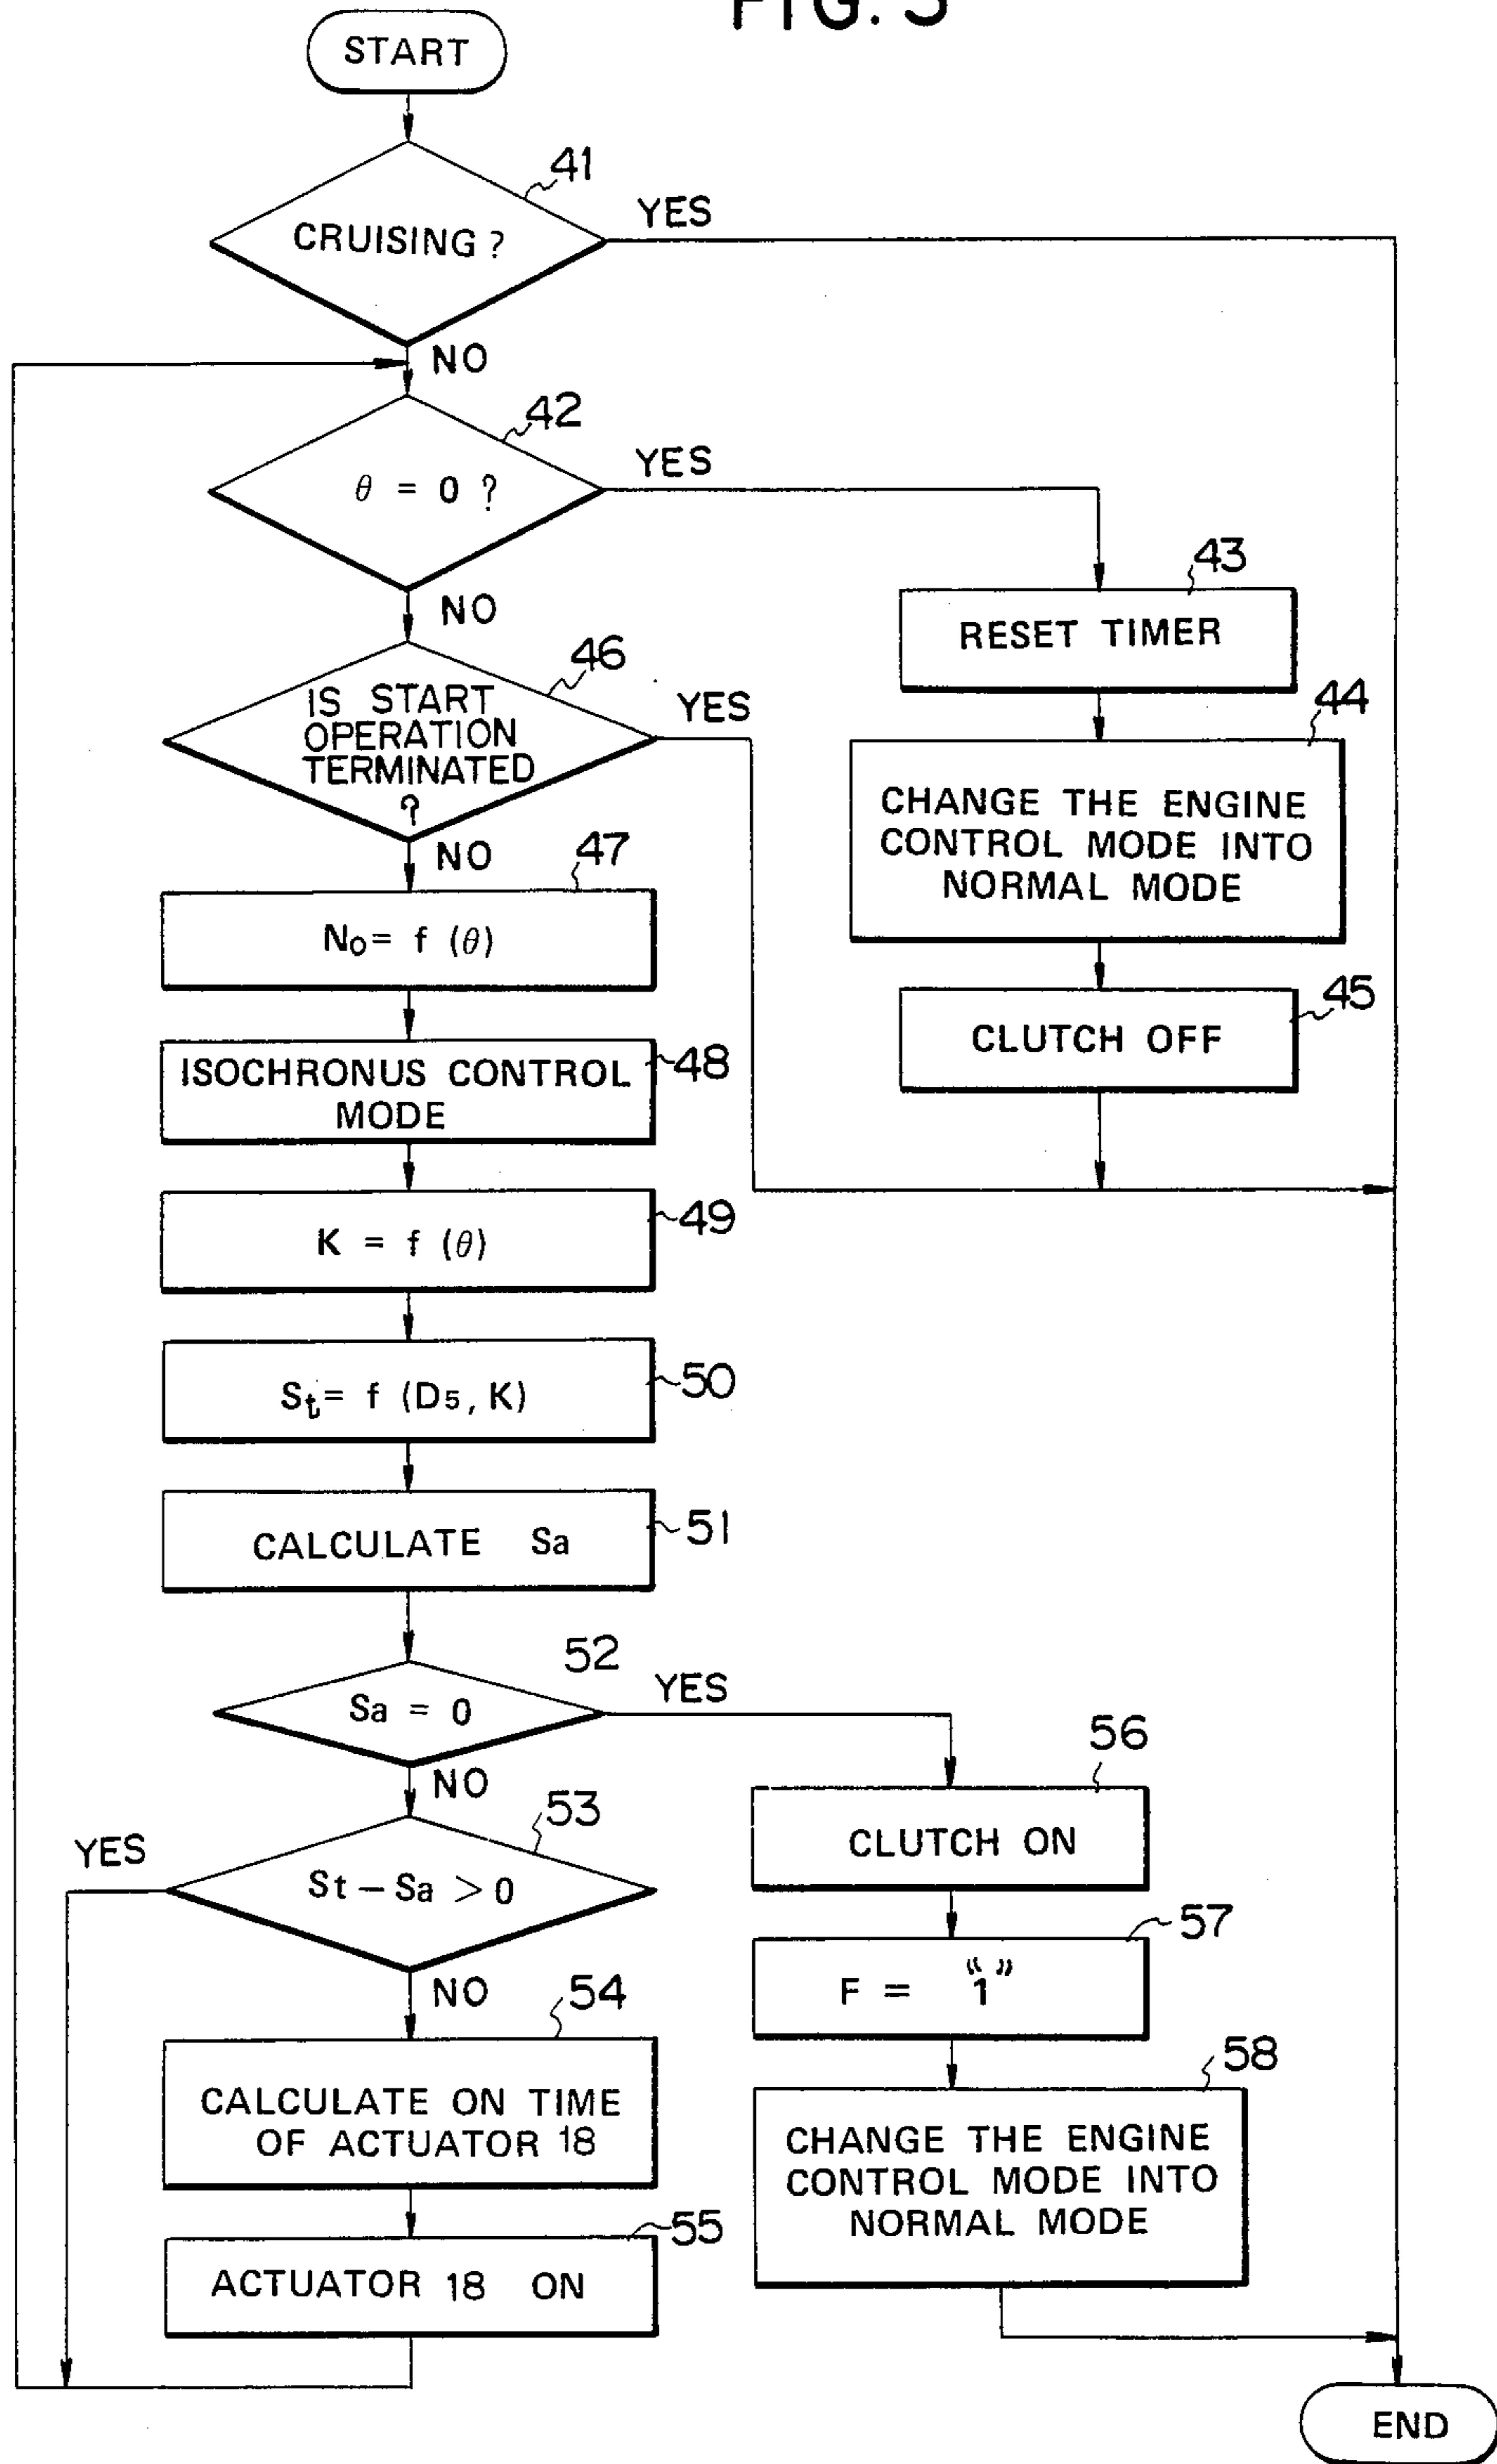 FIG. 5
START
41
CRUISING ?
YES
NO
42
θ = 0 ?
YES
NO
43
RESET TIMER
44
CHANGE THE ENGINE
CONTROL MODE INTO
NORMAL MODE
45
CLUTCH OFF
46
IS START
OPERATION
TERMINATED
?
YES
NO
47
No = f (θ)
48
ISOCHRONUS CONTROL
MODE
49
K = f (θ)
50
St = f (D5, K)
51
CALCULATE Sa
52
Sa = 0
YES
NO
53
St – Sa > 0
YES
NO
54
CALCULATE ON TIME
OF ACTUATOR 18
55
ACTUATOR 18 ON
56
CLUTCH ON
57
F = “1”
58
CHANGE THE ENGINE
CONTROL MODE INTO
NORMAL MODE
END